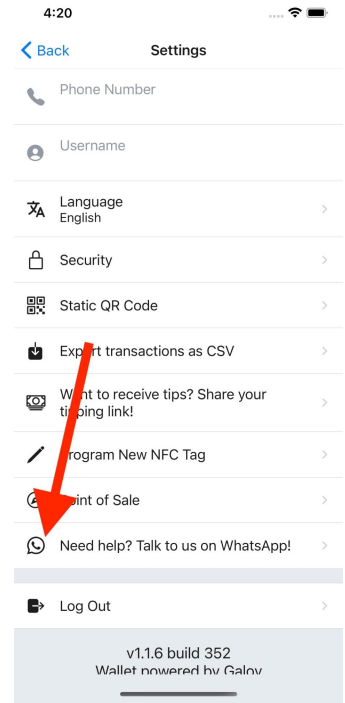 4:20
Back
Settings
Phone Number
Username
Language
English
Security
Static QR Code
Export transactions as CSV
Want to receive tips? Share your
tipping link!
Program New NFC Tag
Point of Sale
Need help? Talk to us on WhatsApp!
Log Out
v1.1.6 build 352
Wallet powered by Galoy